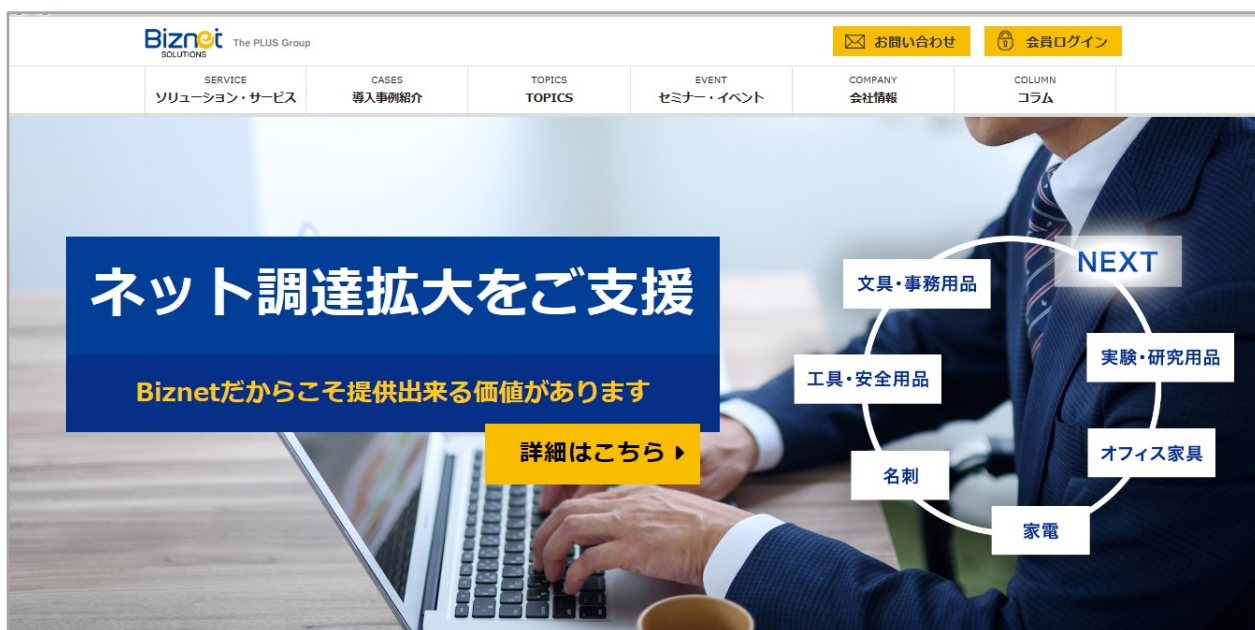 Biznet
SOLUTIONS
The PLUS Group
お問い合わせ
会員ログイン
SERVICE
ソリューション・サービス
CASES
導入事例紹介
TOPICS
TOPICS
EVENT
セミナー・イベント
COMPANY
会社情報
COLUMN
コラム
ネット調達拡大をご支援
Biznetだからこそ提供出来る価値があります
詳細はこちら
NEXT
文具・事務用品
実験・研究用品
工具・安全用品
オフィス家具
名刺
家電